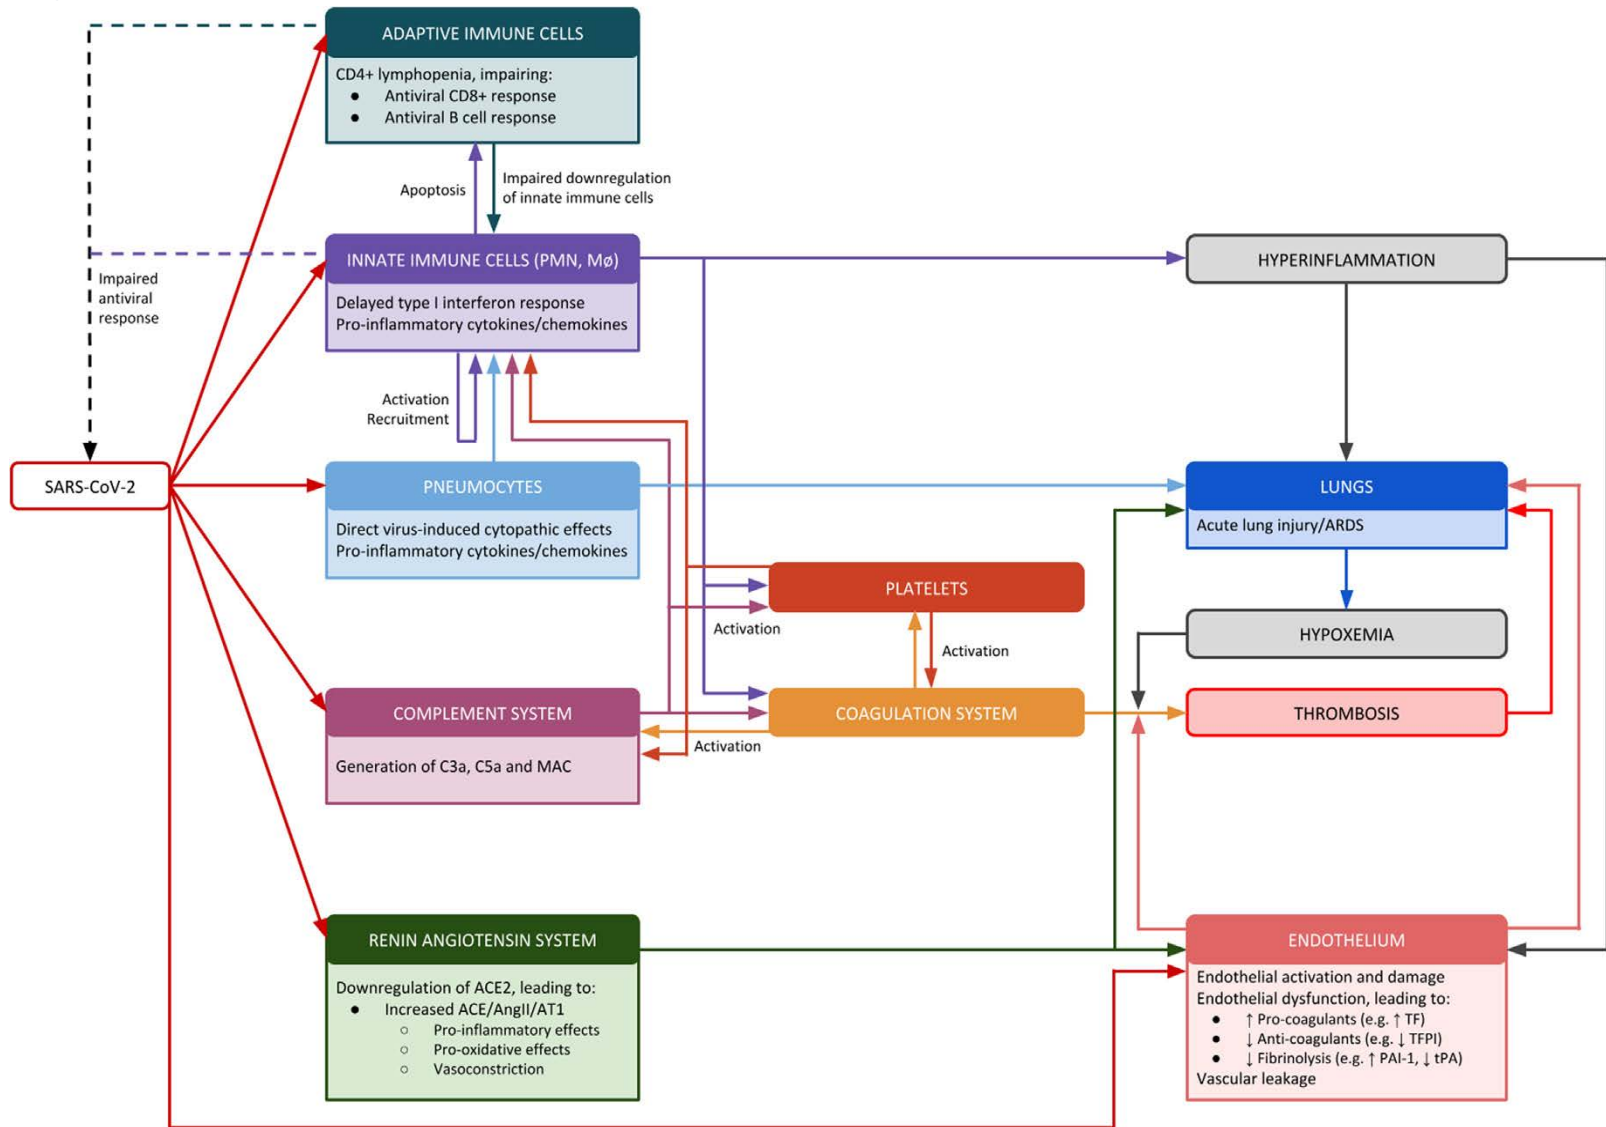 ADAPTIVE IMMUNE CELLS
CD4+ lymphopenia, impairing:
● Antiviral CD8+ response
● Antiviral B cell response
Apoptosis
Impaired downregulation
of innate immune cells
INNATE IMMUNE CELLS (PMN, Mø)
Delayed type I interferon response
Pro-inflammatory cytokines/chemokines
HYPERINFLAMMATION
Impaired
antiviral
response
Activation
Recruitment
SARS-CoV-2
PNEUMOCYTES
Direct virus-induced cytopathic effects
Pro-inflammatory cytokines/chemokines
LUNGS
Acute lung injury/ARDS
PLATELETS
Activation
Activation
HYPOXEMIA
COMPLEMENT SYSTEM
Generation of C3a, C5a and MAC
COAGULATION SYSTEM
Activation
THROMBOSIS
RENIN ANGIOTENSIN SYSTEM
Downregulation of ACE2, leading to:
● Increased ACE/AngII/AT1
○ Pro-inflammatory effects
○ Pro-oxidative effects
○ Vasoconstriction
ENDOTHELIUM
Endothelial activation and damage
Endothelial dysfunction, leading to:
● ↑ Pro-coagulants (e.g. ↑ TF)
● ↓ Anti-coagulants (e.g. ↓ TFPI)
● ↓ Fibrinolysis (e.g. ↑ PAI-1, ↓ tPA)
Vascular leakage